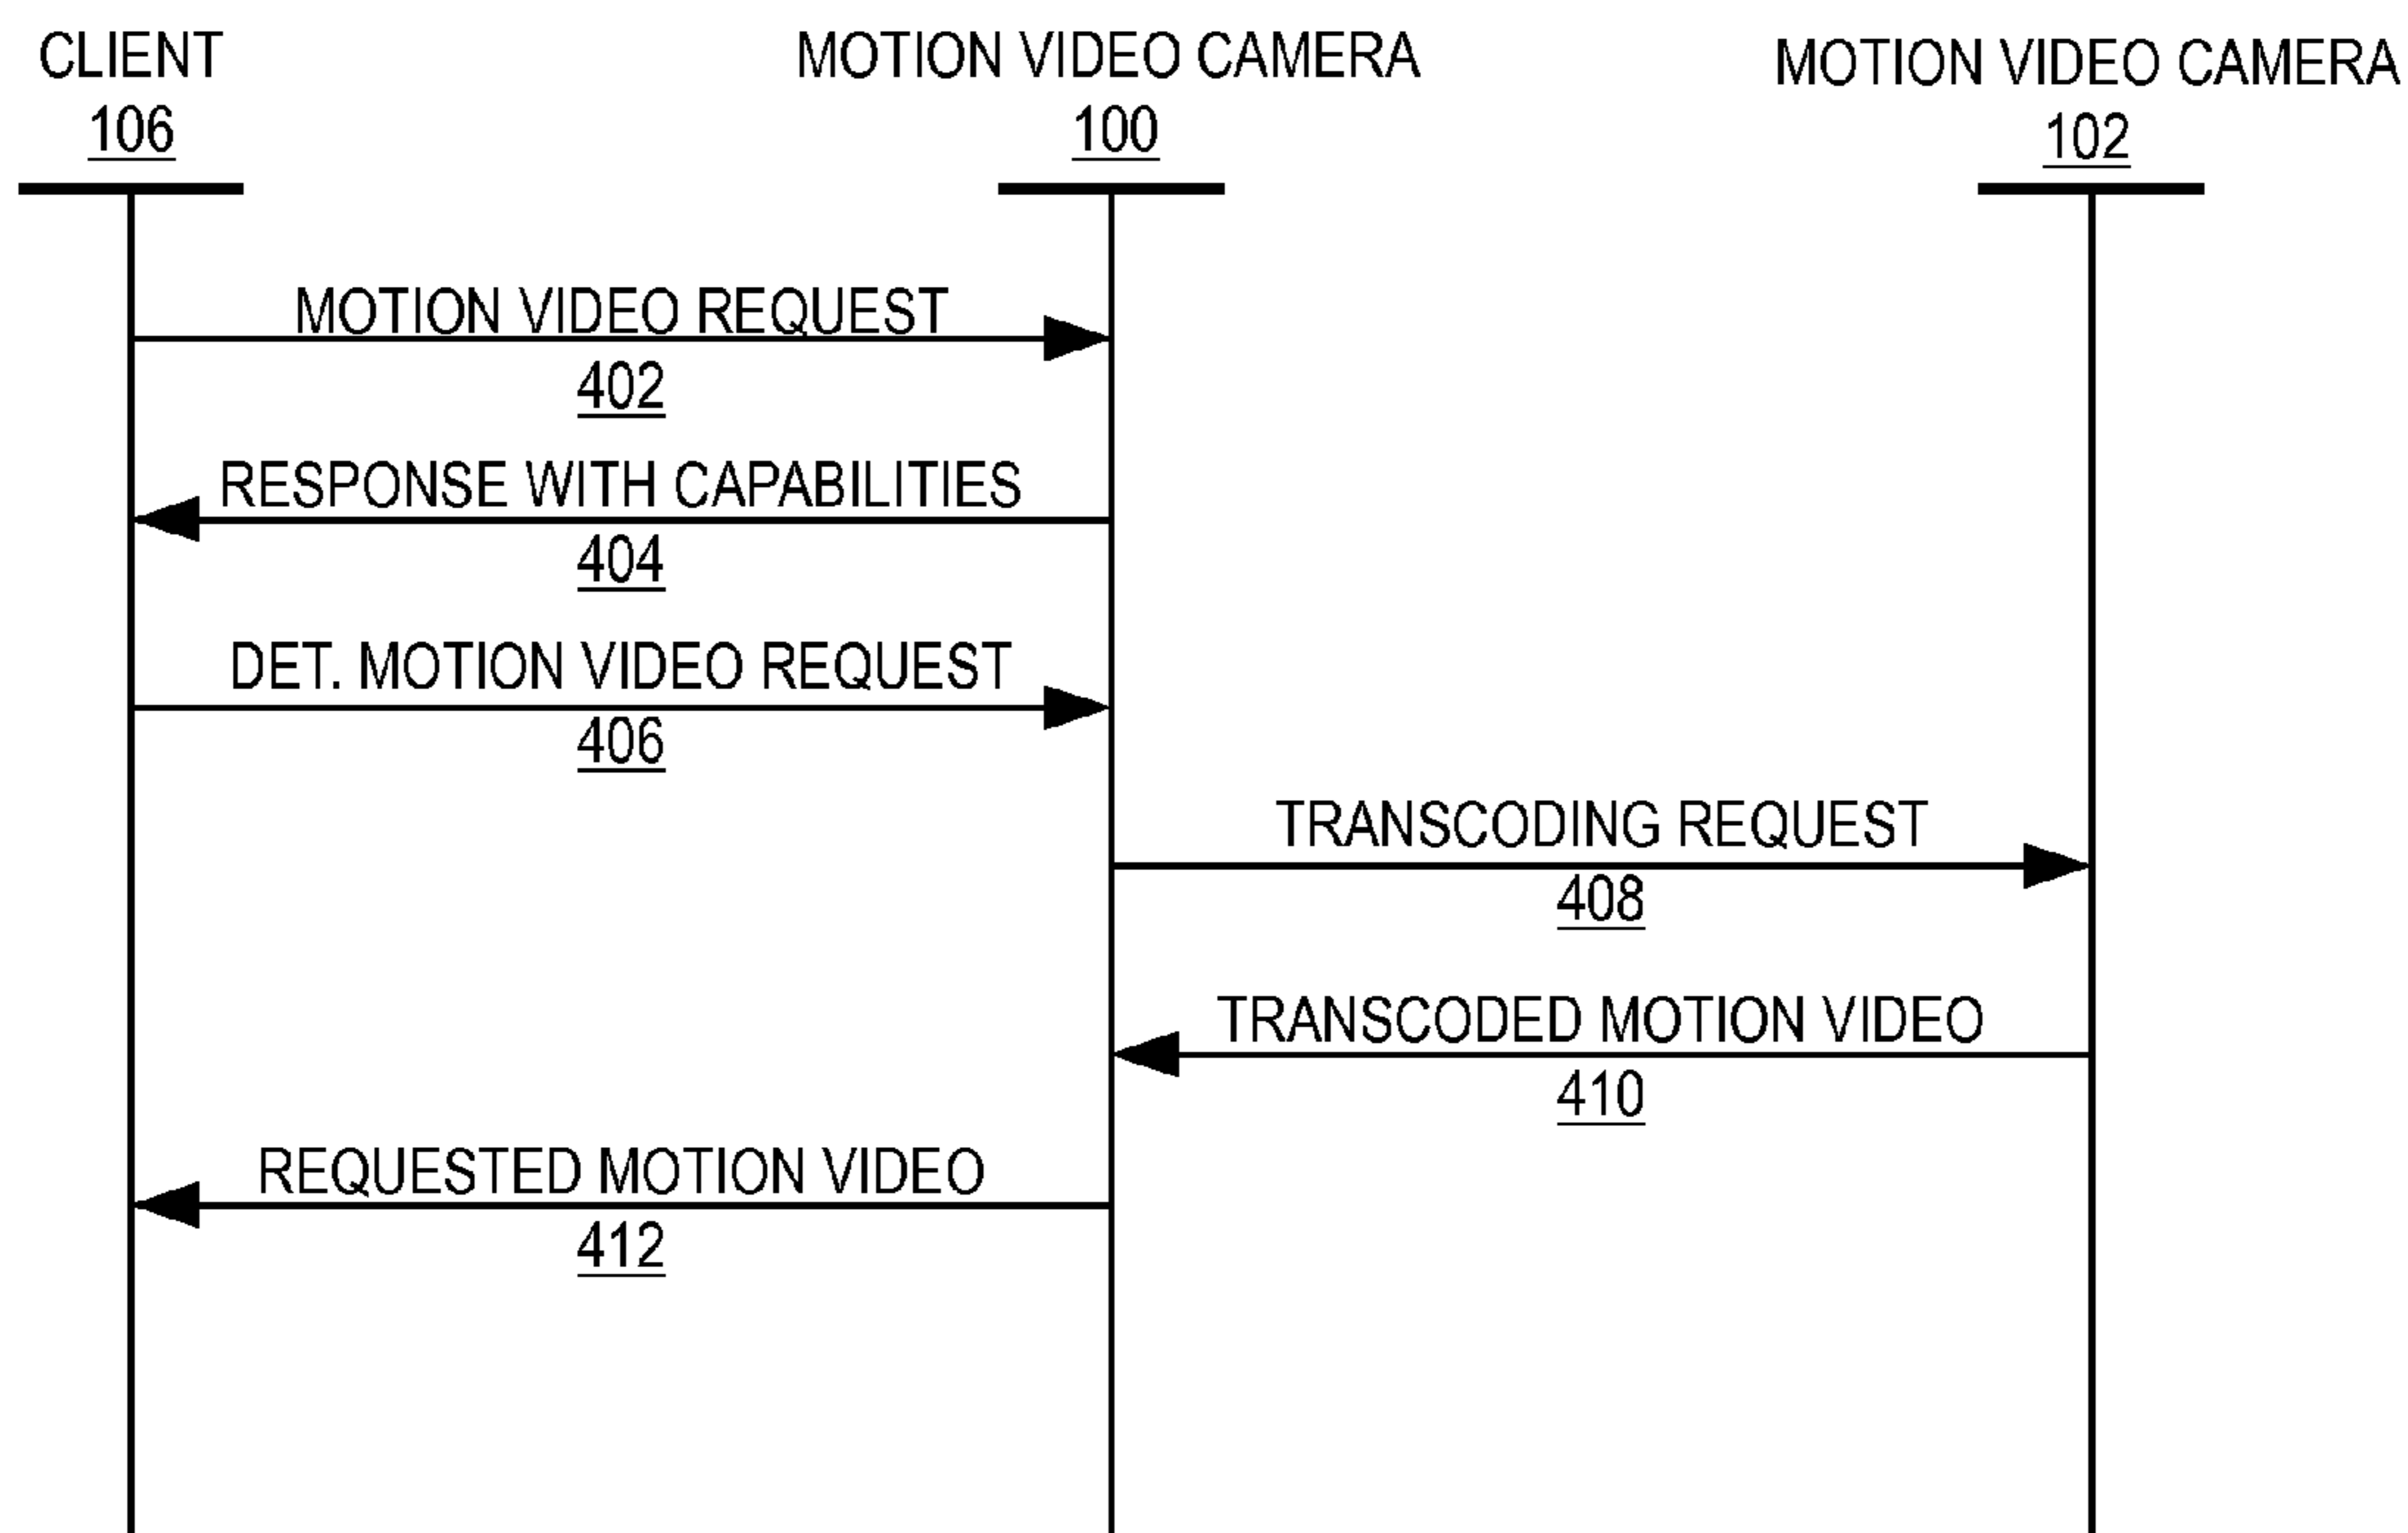 CLIENT
106
MOTION VIDEO CAMERA
100
MOTION VIDEO CAMERA
102
MOTION VIDEO REQUEST
402
RESPONSE WITH CAPABILITIES
404
DET. MOTION VIDEO REQUEST
406
TRANSCODING REQUEST
408
TRANSCODED MOTION VIDEO
410
REQUESTED MOTION VIDEO
412